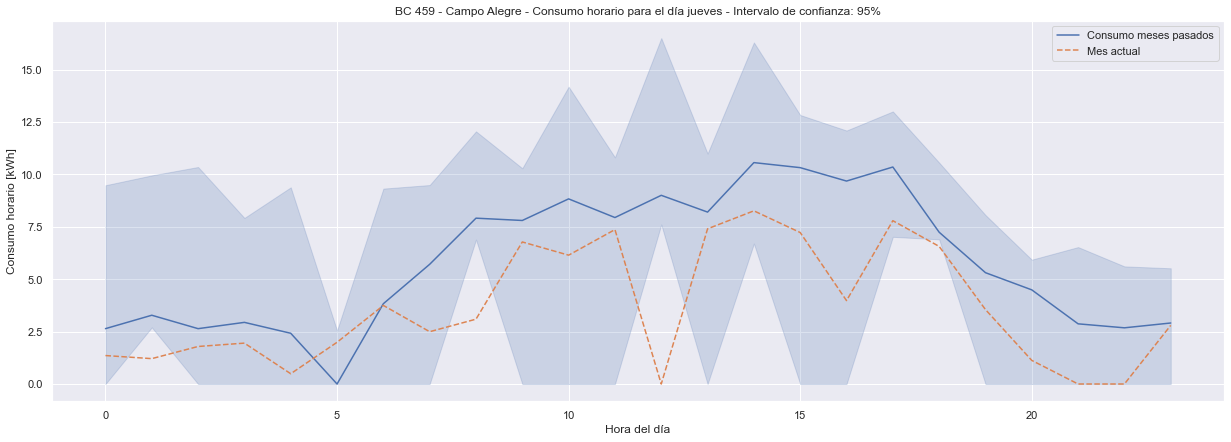 BC 459 - Campo Alegre - Consumo horario para el día jueves - Intervalo de confianza: 95%
Consumo meses pasados
Mes actual
Consumo horario [kWh]
15.0
12.5
10.0
7.5
5.0
2.5
0.0
0 5 10 15 20
Hora del día